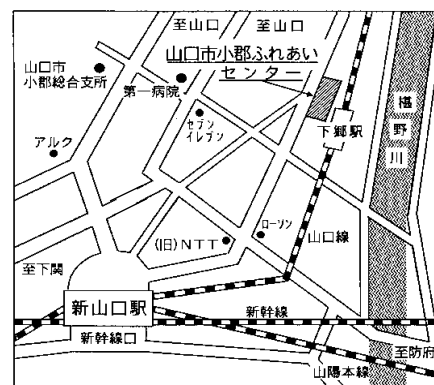 至山口
至山口
山口市小郡ふれあい
センター
山口市
小郡総合支所
第一病院
セブン
イレブン
下郷駅
椹野川
アルク
ローソン
(旧)NTT
山口線
至下関
新山口駅
新幹線
新幹線口
至防府
山陽本線